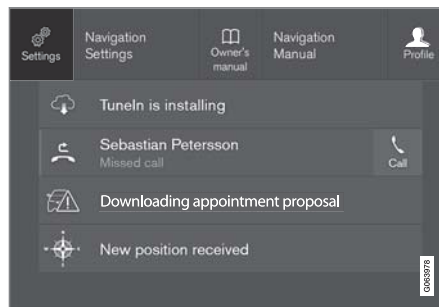 Settings
Navigation
Settings
Owner's
manual
Navigation
Manual
Profile
TuneIn is installing
Sebastian Petersson
Missed call
Call
Downloading appointment proposal
New position received
G063978